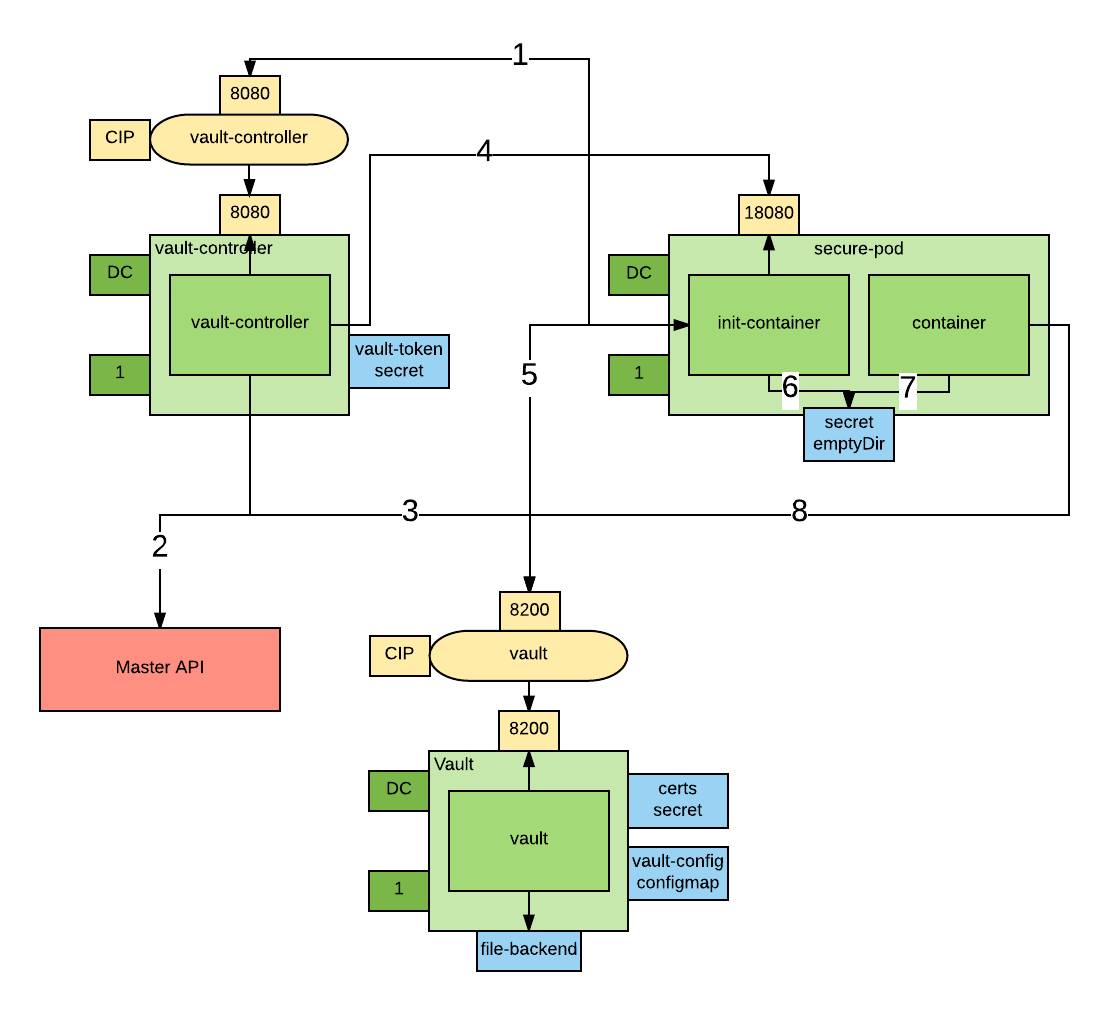 1
8080
CIP
vault-controller
4
8080
18080
vault-controller
secure-pod
DC
DC
vault-controller
init-container
container
vault-token
secret
1
5
1
6
7
secret
emptyDir
3
8
2
8200
CIP
vault
Master API
8200
Vault
DC
certs
secret
vault
vault-config
configmap
1
file-backend